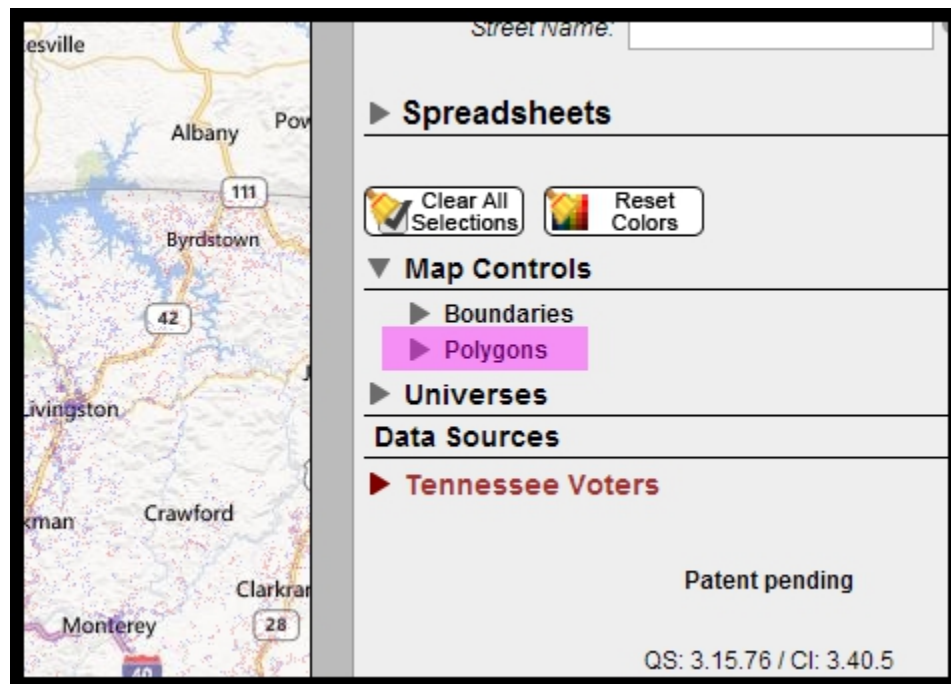 esville
Albany
Pow
111
Byrdstown
42
Livingston
kman
Crawford
Clarkran
Monterey
28
40
Street Name:
Spreadsheets
Clear All
Selections
Reset
Colors
Map Controls
Boundaries
Polygons
Universes
Data Sources
Tennessee Voters
Patent pending
QS: 3.15.76 / CI: 3.40.5